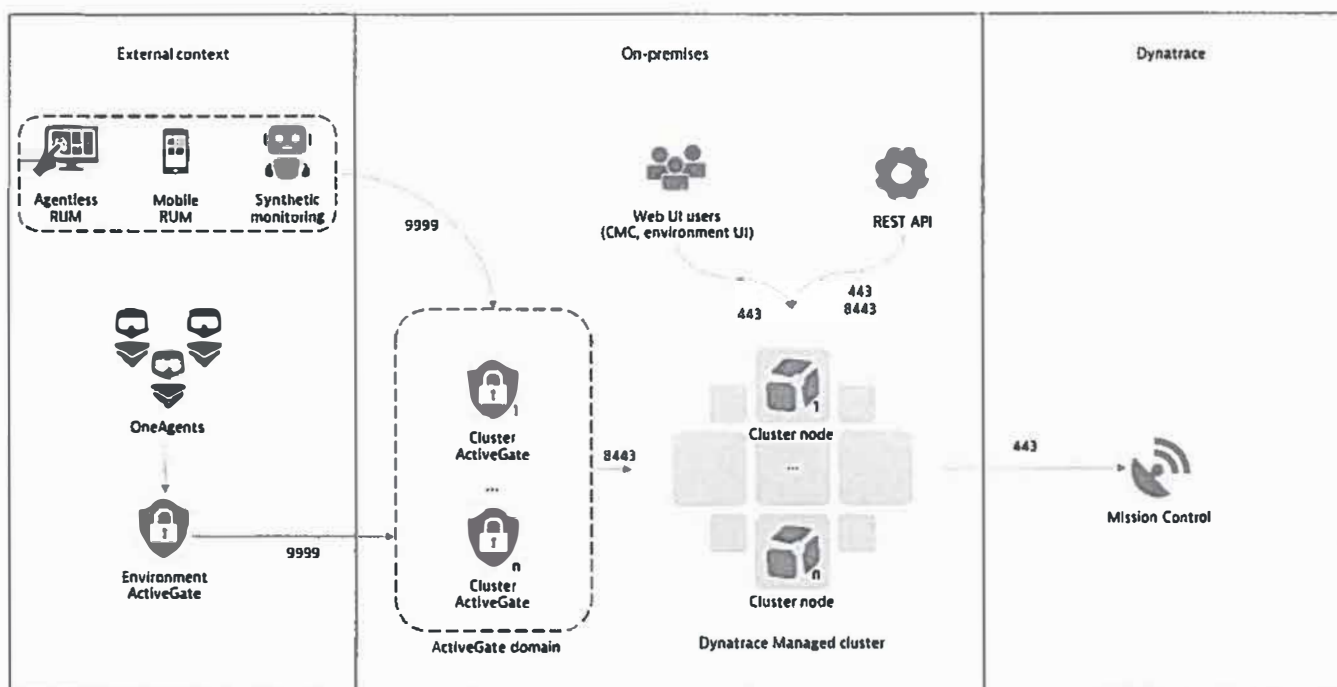 External context
On-premises
Dynatrace
Agentless
RUM
Mobile
RUM
Synthetic
monitoring
9999
Web UI users
(CMC, environment UI)
REST API
443
443
8443
OneAgents
1
Cluster
ActiveGate
...
n
Cluster
ActiveGate
8443
1
Cluster node
...
n
Cluster node
443
Mission Control
Environment
ActiveGate
9999
ActiveGate domain
Dynatrace Managed cluster